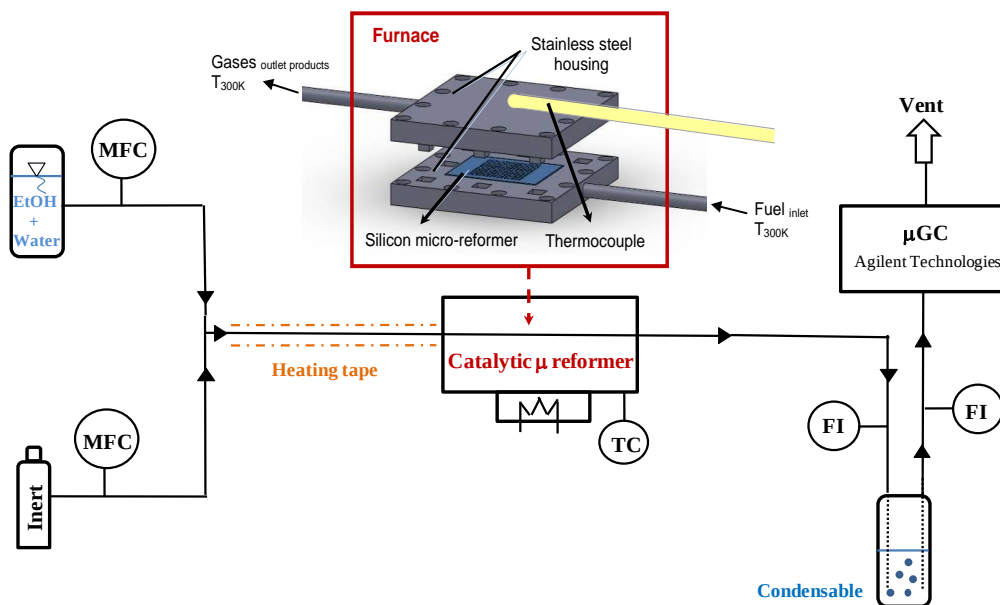 Furnace
Stainless steel
housing
Gases outlet products
T300K
Silicon micro-reformer
Thermocouple
Fuel inlet
T300K
Vent
MFC
EtOH
+
Water
μGC
Agilent Technologies
Heating tape
Catalytic μ reformer
MFC
TC
FI
FI
Inert
Condensable